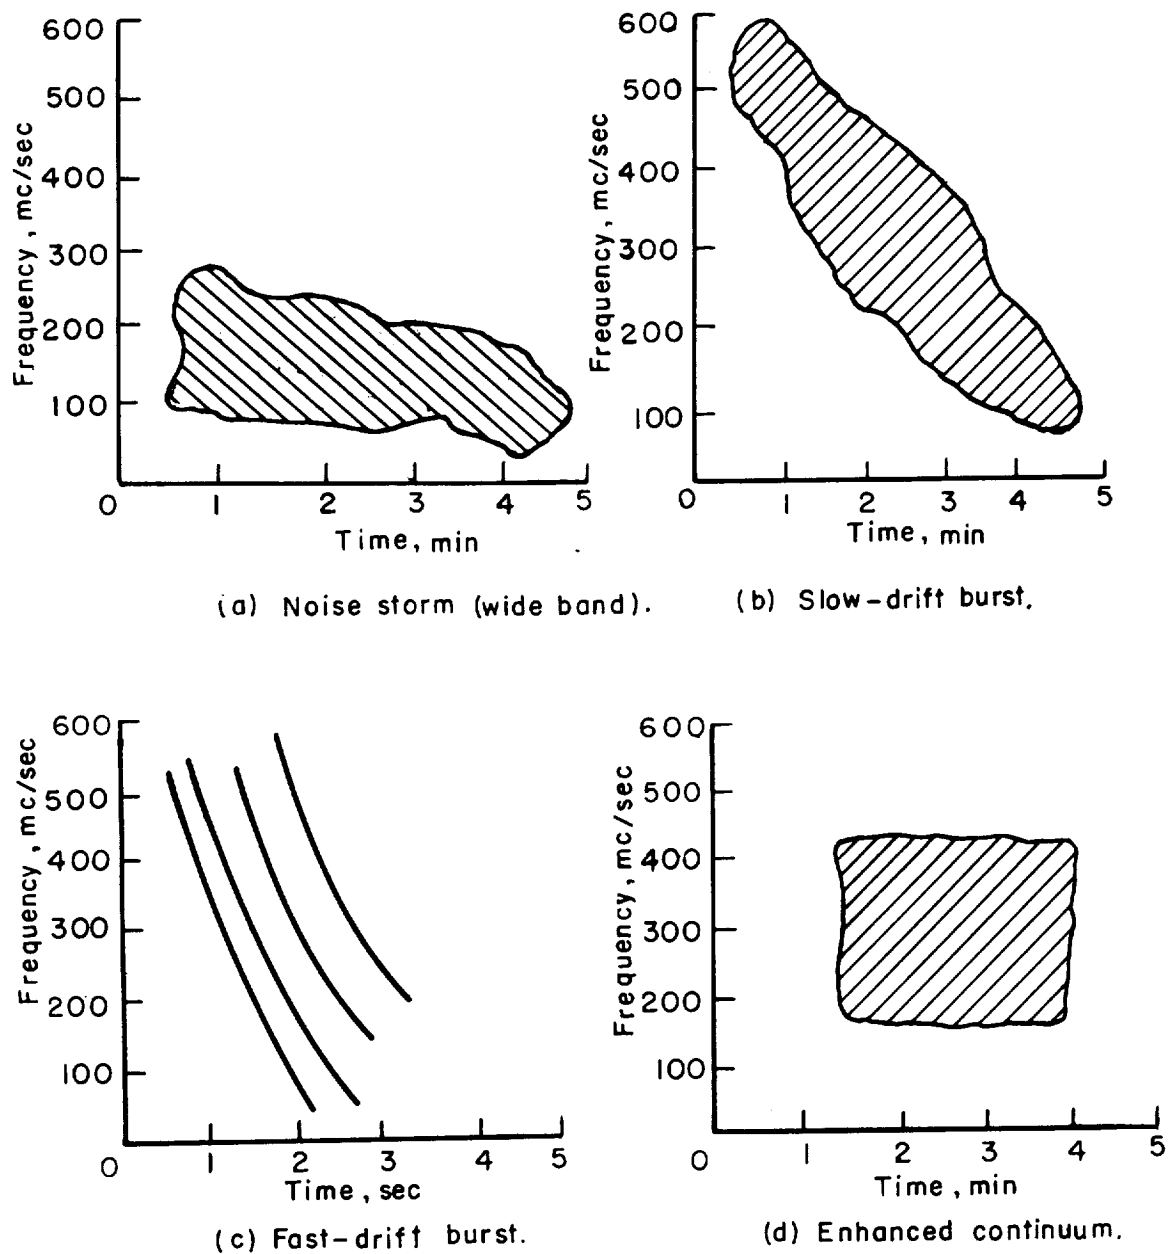 600
500
400
300
200
100
0 1 2 3 4 5
Frequency, mc/sec
Time, min
(a) Noise storm (wide band).
600
500
400
300
200
100
0 1 2 3 4 5
Frequency, mc/sec
Time, min
(b) Slow-drift burst.
600
500
400
300
200
100
0 1 2 3 4 5
Frequency, mc/sec
Time, sec
(c) Fast-drift burst.
600
500
400
300
200
100
0 1 2 3 4 5
Frequency, mc/sec
Time, min
(d) Enhanced continuum.